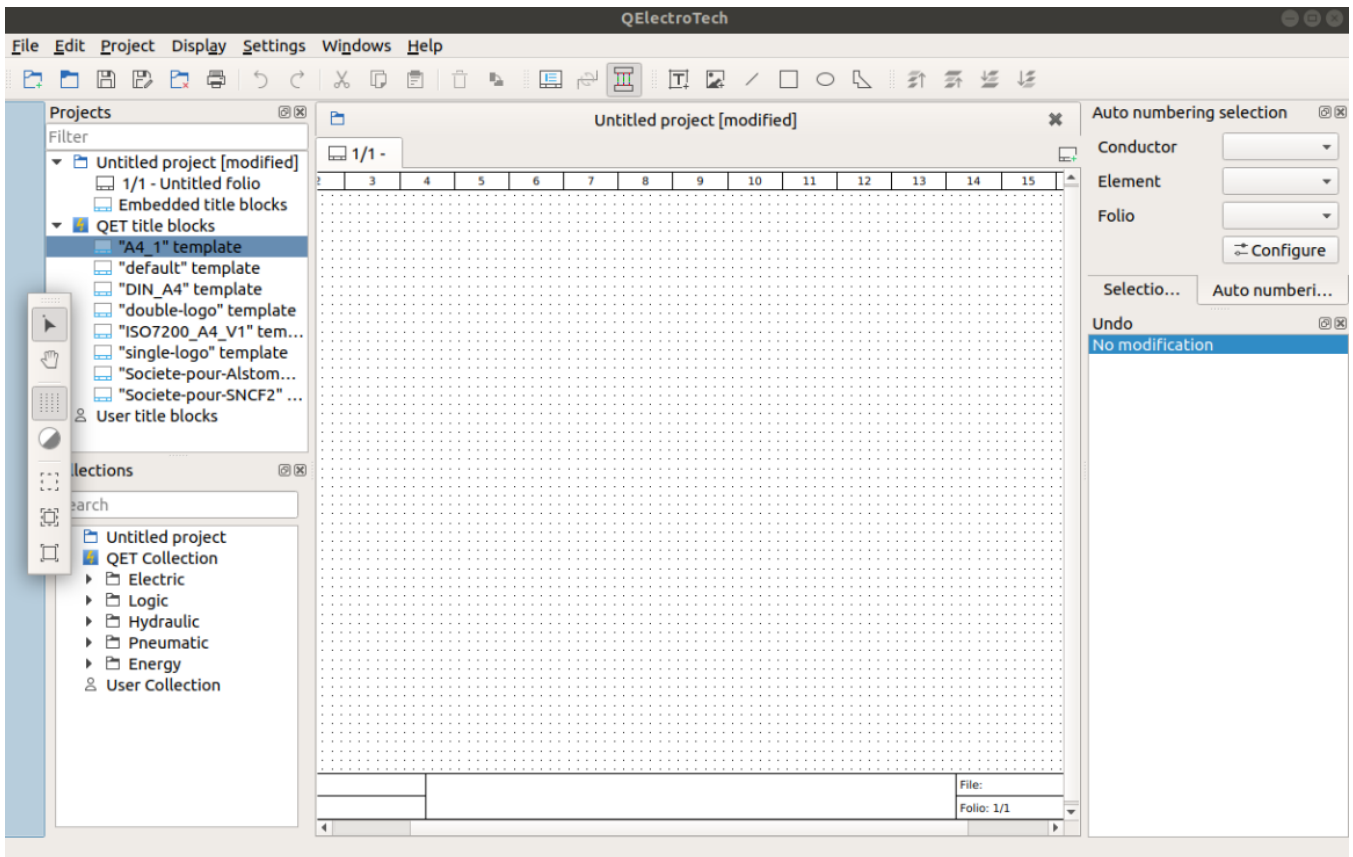 QElectroTech
File Edit Project Display Settings Windows Help
Projects
Filter
Untitled project [modified]
1/1 - Untitled folio
Embedded title blocks
QET title blocks
"A4_1" template
"default" template
"DIN_A4" template
"double-logo" template
"ISO7200_A4_V1" tem...
"single-logo" template
"Societe-pour-Alstom...
"Societe-pour-SNCF2" ...
User title blocks
llections
earch
Untitled project
QET Collection
Electric
Logic
Hydraulic
Pneumatic
Energy
User Collection
Untitled project [modified]
1/1 -
3 4 5 6 7 8 9 10 11 12 13 14 15
File:
Folio: 1/1
Auto numbering selection
Conductor
Element
Folio
Configure
Selectio... Auto numberi...
Undo
No modification